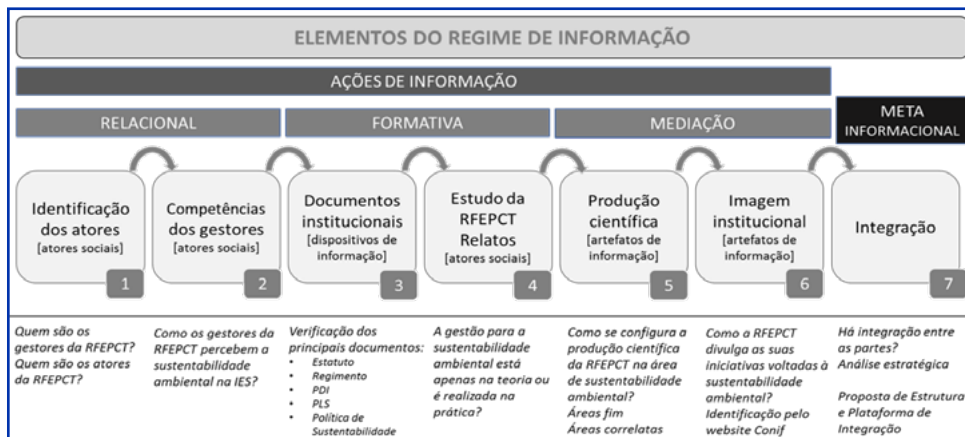 ELEMENTOS DO REGIME DE INFORMAÇÃO
AÇÕES DE INFORMAÇÃO
RELACIONAL
FORMATIVA
MEDIAÇÃO
META
INFORMACIONAL
Identificação
dos atores
[atores sociais]
1
Competências
dos gestores
[atores sociais]
2
Documentos
institucionais
[dispositivos de
informação]
3
Estudo da
RFEPCT
Relatos
[atores sociais]
4
Produção
científica
[artefatos de
informação]
5
Imagem
institucional
[artefatos de
informação]
6
Integração
7
Quem são os
gestores da RFEPCT?
Quem são os atores
da RFEPCT?
Como os gestores da
RFEPCT percebem a
sustentabilidade
ambiental na IES?
Verificação dos
principais documentos:
• Estatuto
• Regimento
• PDI
• PLS
• Política de
Sustentabilidade
A gestão para a
sustentabilidade
ambiental está
apenas na teoria ou
é realizada na
prática?
Como se configura a
produção científica
da RFEPCT na área
de sustentabilidade
ambiental?
Áreas fim
Áreas correlatas
Como a RFEPCT
divulga as suas
iniciativas voltadas à
sustentabilidade
ambiental?
Identificação pelo
website Conif
Há integração entre
as partes?
Análise estratégica
Proposta de Estrutura
e Plataforma de
Integração